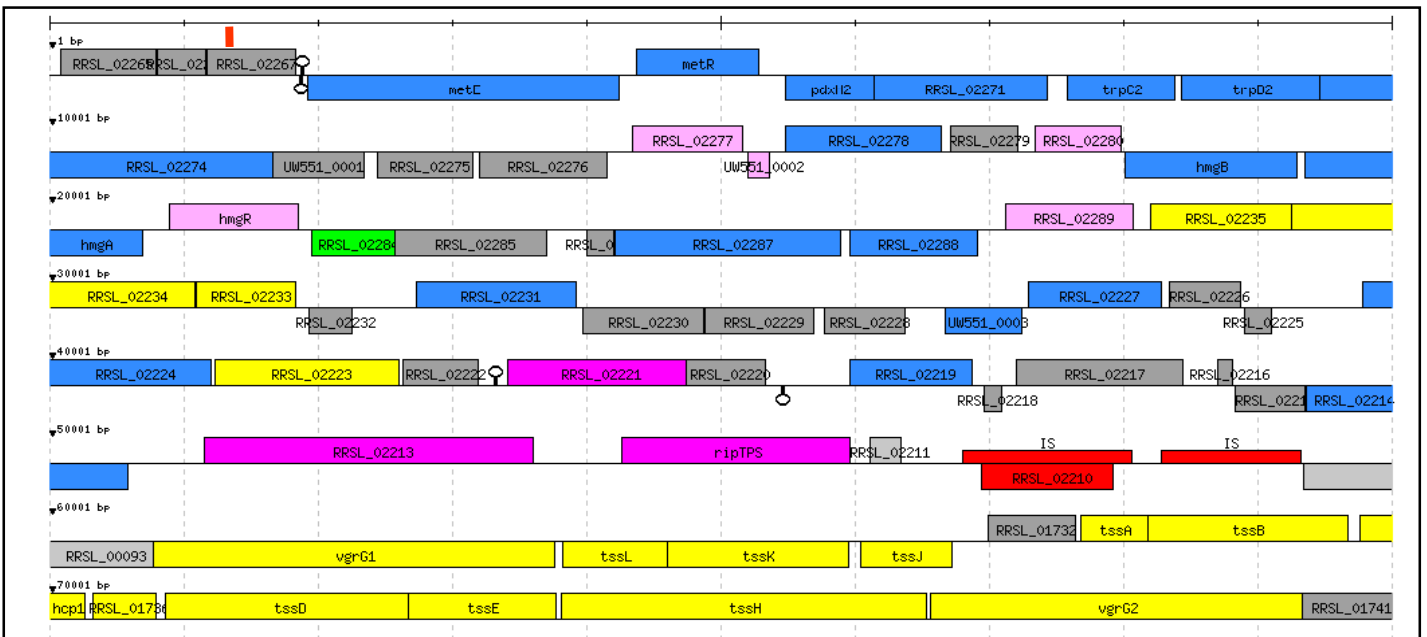 1 bp
RRSL_02265 RRSL_022 RRSL_02267 metR
metE pdxH2 RRSL_02271 trpC2 trpD2
10001 bp
RRSL_02277 RRSL_02278 RRSL_02279 RRSL_02280
RRSL_02274 UW551_0001 RRSL_02275 RRSL_02276 UW551_0002 hmgB
20001 bp
hmgR RRSL_02289 RRSL_02235
hmgA RRSL_02284 RRSL_02285 RRSL_0 RRSL_02287 RRSL_02288
30001 bp
RRSL_02234 RRSL_02233 RRSL_02231 RRSL_02227 RRSL_02226
RRSL_02232 RRSL_02230 RRSL_02229 RRSL_02228 UW551_0003 RRSL_02225
40001 bp
RRSL_02224 RRSL_02223 RRSL_02222 RRSL_02221 RRSL_02220 RRSL_02219 RRSL_02217 RRSL_02216
RRSL_02218 RRSL_0221 RRSL_02214
50001 bp
IS IS
RRSL_02213 ripTPS RRSL_02211
RRSL_02210
60001 bp
RRSL_01732 tssA tssB
RRSL_00093 vgrG1 tssL tssK tssJ
70001 bp
hcp1 RRSL_01736 tssD tssE tssH vgrG2 RRSL_01741